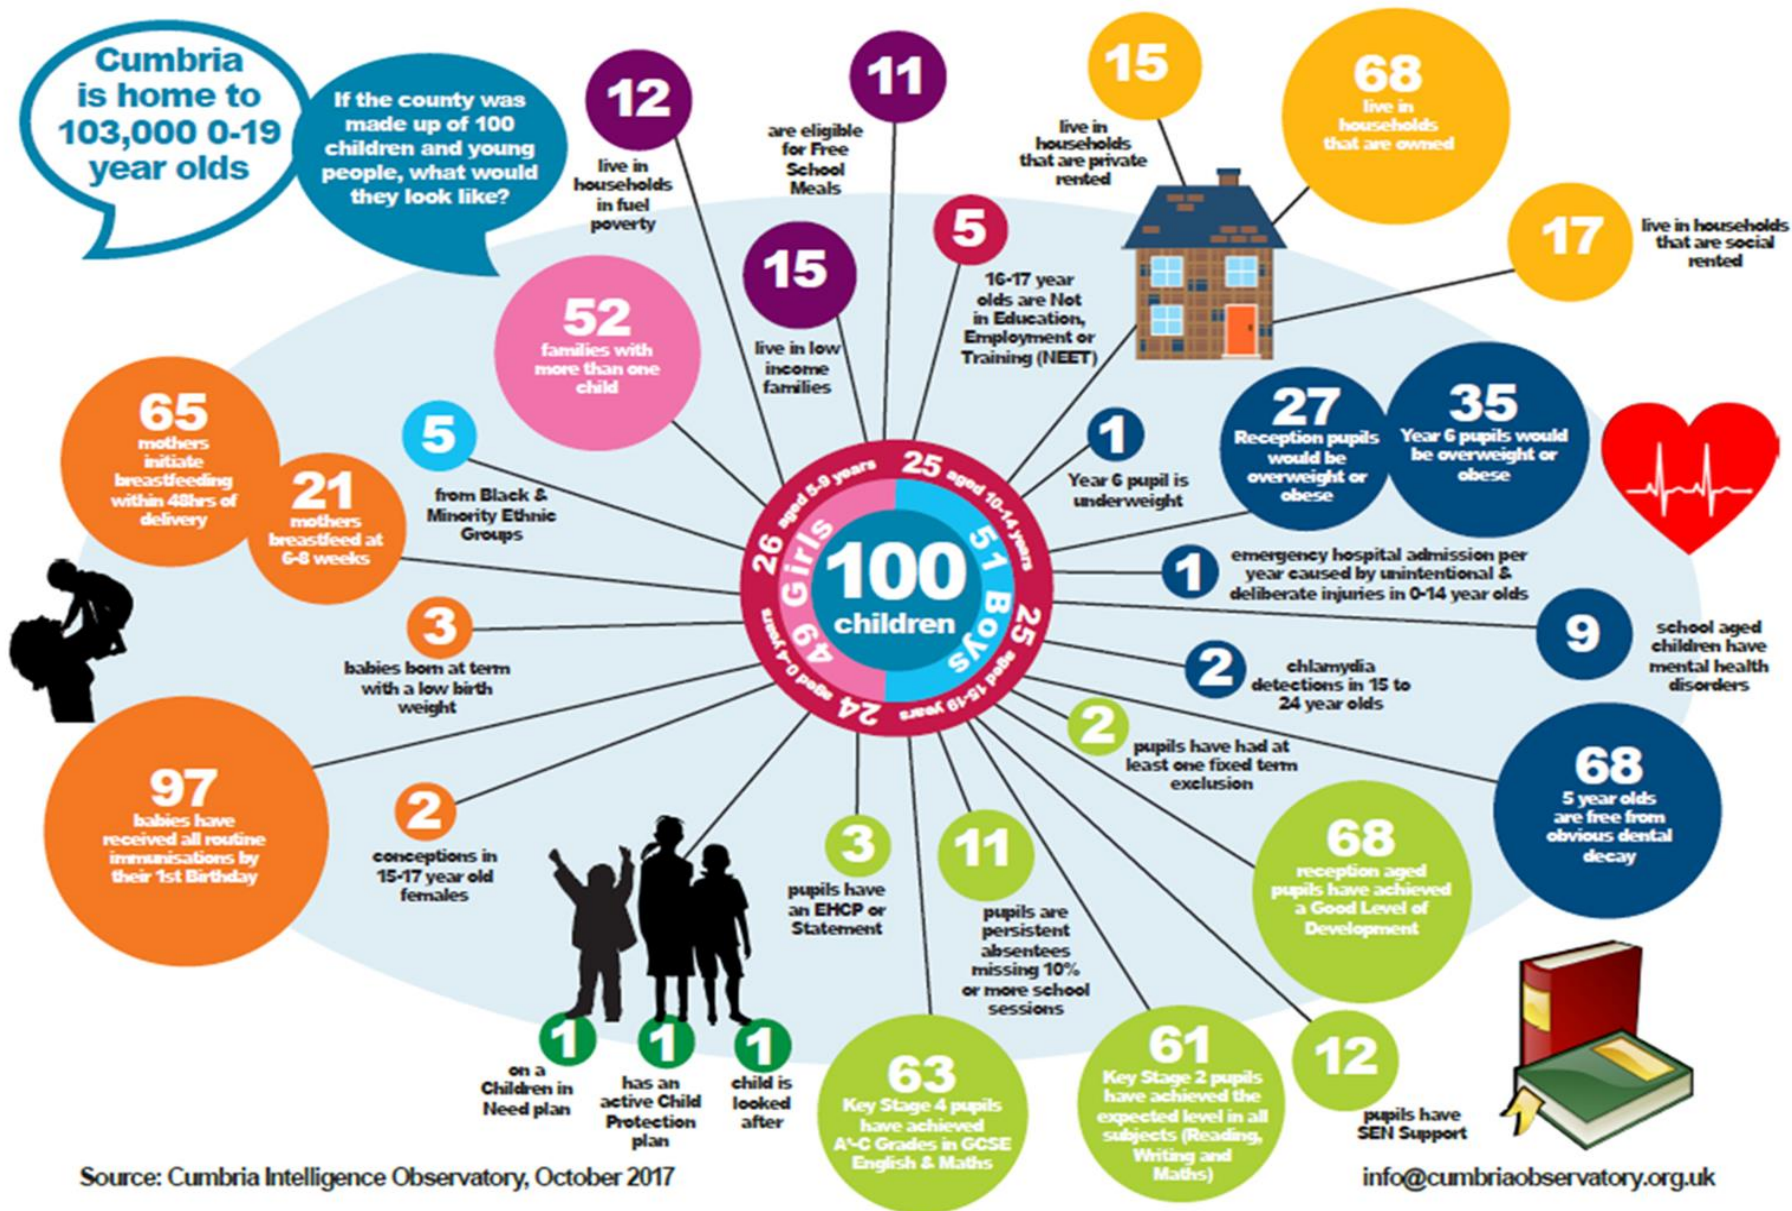 Cumbria
is home to
103,000 0-19
year olds
If the county was
made up of 100
children and young
people, what would
they look like?
12
live in
households
in fuel
poverty
11
are eligible
for Free
School
Meals
15
live in
households
that are private
rented
68
live in
households
that are owned
17
live in households
that are social
rented
52
families with
more than one
child
15
live in low
income
families
5
16-17 year
olds are Not
in Education,
Employment or
Training (NEET)
65
mothers
initiate
breastfeeding
within 48hrs of
delivery
21
mothers
breastfeed at
6-8 weeks
5
from Black &
Minority Ethnic
Groups
1
Year 6 pupil is
underweight
27
Reception pupils
would be
overweight or
obese
35
Year 6 pupils would
be overweight or
obese
26 aged 5-9 years
25 aged 10-14 years
25 aged 15-19 years
24 aged 0-4 years
49 Girls
51 Boys
100
children
1
emergency hospital admission per
year caused by unintentional &
deliberate injuries in 0-14 year olds
9
school aged
children have
mental health
disorders
3
babies born at term
with a low birth
weight
2
chlamydia
detections in 15 to
24 year olds
2
pupils have had at
least one fixed term
exclusion
68
5 year olds
are free from
obvious dental
decay
97
babies have
received all routine
immunisations by
their 1st Birthday
2
conceptions in
15-17 year old
females
3
pupils have
an EHCP or
Statement
11
pupils are
persistent
absentees
missing 10%
or more school
sessions
68
reception aged
pupils have achieved
a Good Level of
Development
1
on a
Children in
Need plan
1
has an
active Child
Protection
plan
1
child is
looked
after
63
Key Stage 4 pupils
have achieved
A*-C Grades in GCSE
English & Maths
61
Key Stage 2 pupils
have achieved the
expected level in all
subjects (Reading,
Writing and
Maths)
12
pupils have
SEN Support
Source: Cumbria Intelligence Observatory, October 2017
info@cumbriaobservatory.org.uk